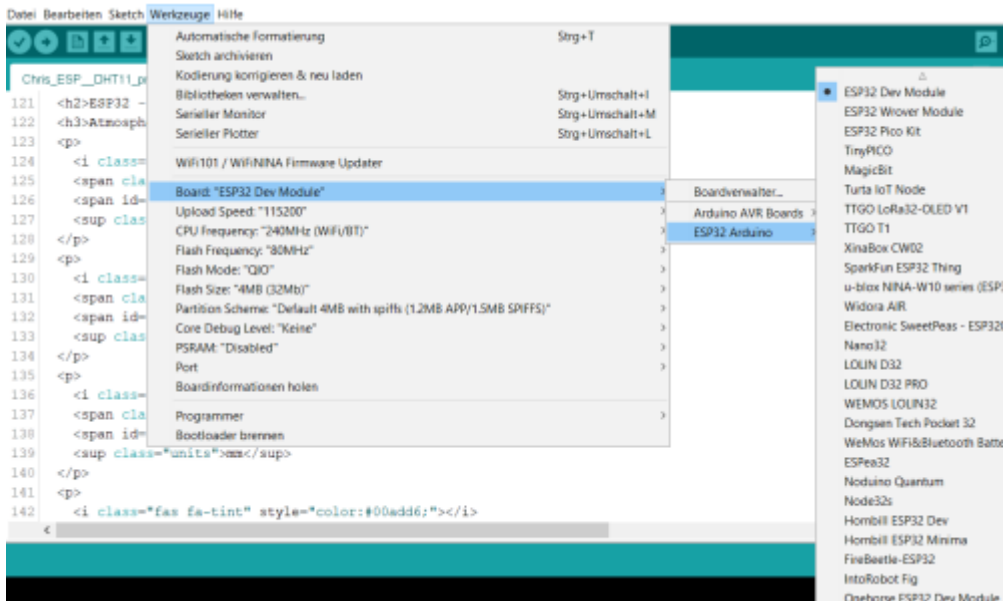 Datei Bearbeiten Sketch Werkzeuge Hilfe
Chris_ESP__DHT11_p
Automatische Formatierung Strg+T
Sketch archivieren
Kodierung korrigieren & neu laden
Bibliotheken verwalten... Strg+Umschalt+I
Serieller Monitor Strg+Umschalt+M
Serieller Plotter Strg+Umschalt+L
WiFi101 / WiFiNINA Firmware Updater
Board: "ESP32 Dev Module"
Upload Speed: "115200"
CPU Frequency: "240MHz (WiFi/BT)"
Flash Frequency: "80MHz"
Flash Mode: "QIO"
Flash Size: "4MB (32Mb)"
Partition Scheme: "Default 4MB with spiffs (1.2MB APP/1.5MB SPIFFS)"
Core Debug Level: "Keine"
PSRAM: "Disabled"
Port
Boardinformationen holen
Programmer
Bootloader brennen
Boardverwalter...
Arduino AVR Boards
ESP32 Arduino
ESP32 Dev Module
ESP32 Wrover Module
ESP32 Pico Kit
TinyPICO
MagicBit
Turta IoT Node
TTGO LoRa32-OLED V1
TTGO T1
XinaBox CW02
SparkFun ESP32 Thing
u-blox NINA-W10 series (ESP3
Widora AIR
Electronic SweetPeas - ESP320
Nano32
LOLIN D32
LOLIN D32 PRO
WEMOS LOLIN32
Dongsen Tech Pocket 32
WeMos WiFi&Bluetooth Batte
ESPea32
Noduino Quantum
Node32s
Hornbill ESP32 Dev
Hornbill ESP32 Minima
FireBeetle-ESP32
IntoRobot Fig
Onehorse ESP32 Dev Module
121 <h2>ESP32 -
122 <h3>Atmosph
123 <p>
124 <i class=
125 <span cla
126 <span id=
127 <sup clas
128 </p>
129 <p>
130 <i class=
131 <span cla
132 <span id=
133 <sup clas
134 </p>
135 <p>
136 <i class=
137 <span cla
138 <span id=
139 <sup class="units">mm</sup>
140 </p>
141 <p>
142 <i class="fas fa-tint" style="color:#00add6;"></i>